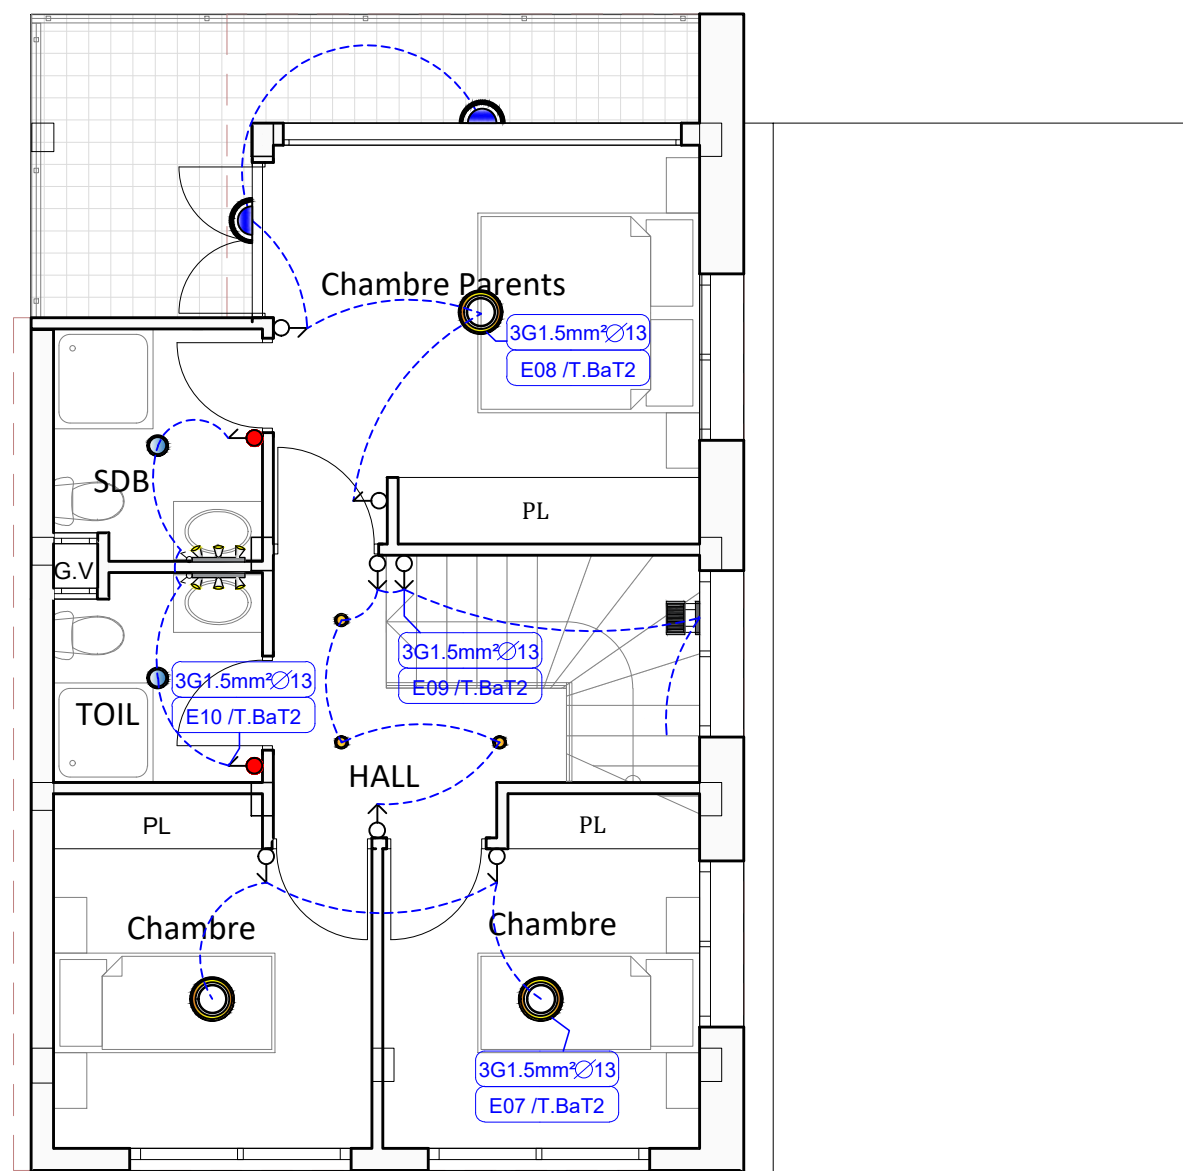 Chambre Parents
3G1.5mm²∅13
E08 /T.BaT2
SDB
PL
G.V
3G1.5mm²∅13
E09 /T.BaT2
3G1.5mm²∅13
E10 /T.BaT2
TOIL
HALL
PL
PL
Chambre
Chambre
3G1.5mm²∅13
E07 /T.BaT2